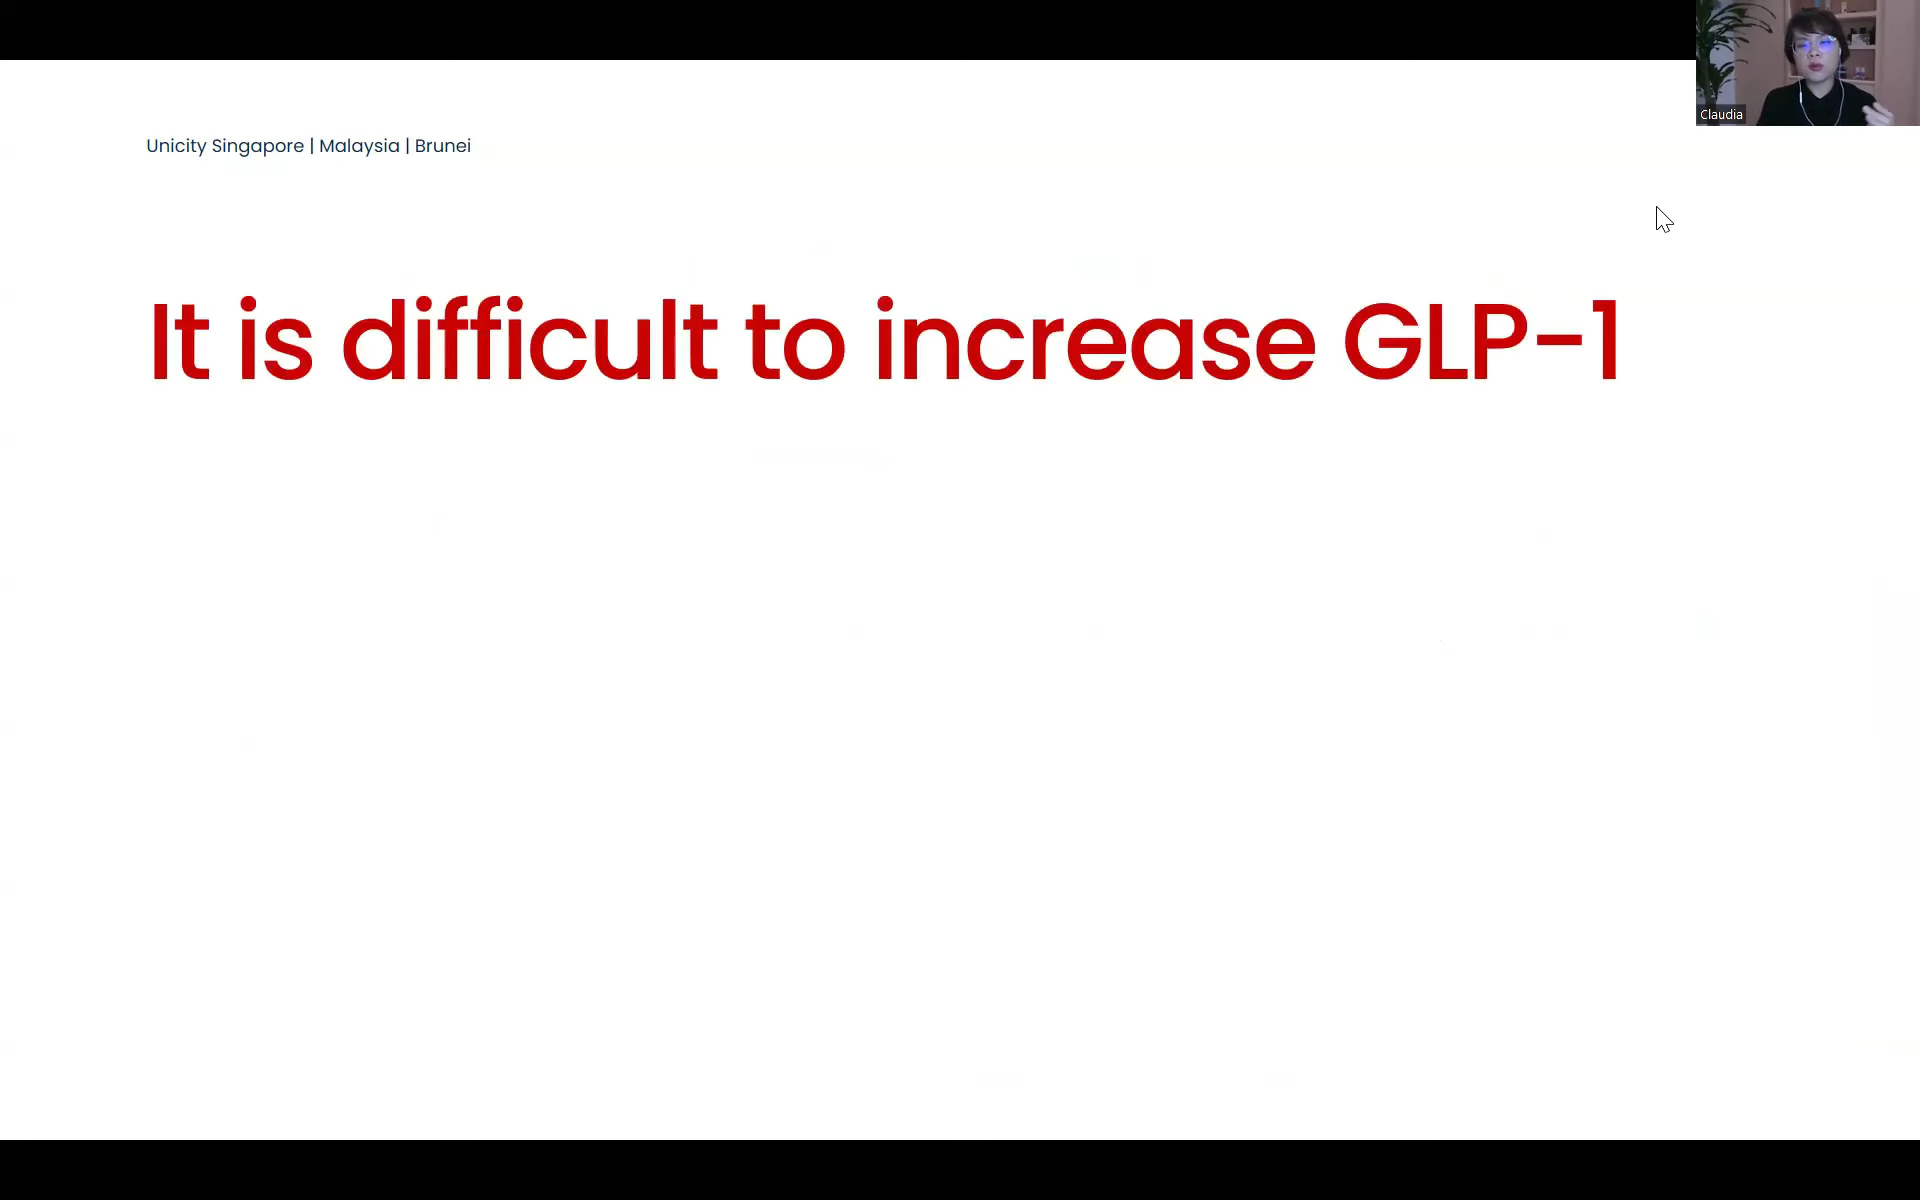 Claudia
Unicity Singapore | Malaysia | Brunei
It is difficult to increase GLP-1